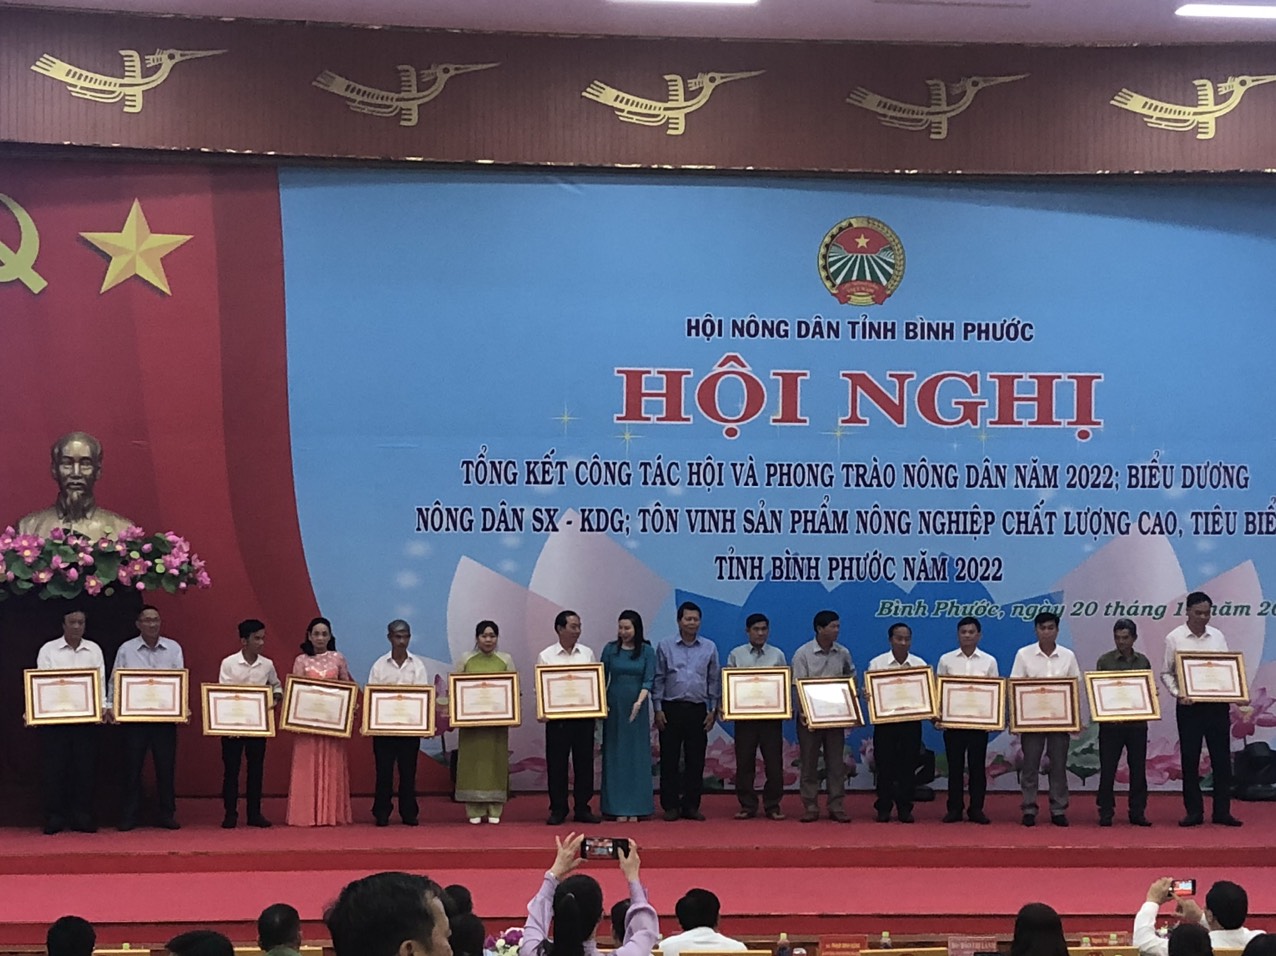 HỘI NÔNG DÂN TỈNH BÌNH PHƯỚC
HỘI NGHỊ
TỔNG KẾT CÔNG TÁC HỘI VÀ PHONG TRÀO NÔNG DÂN NĂM 2022; BIỂU DƯƠNG
NÔNG DÂN SX - KDG; TÔN VINH SẢN PHẨM NÔNG NGHIỆP CHẤT LƯỢNG CAO, TIÊU BIỂ
TỈNH BÌNH PHƯỚC NĂM 2022
Bình Phước, ngày 20 tháng 1